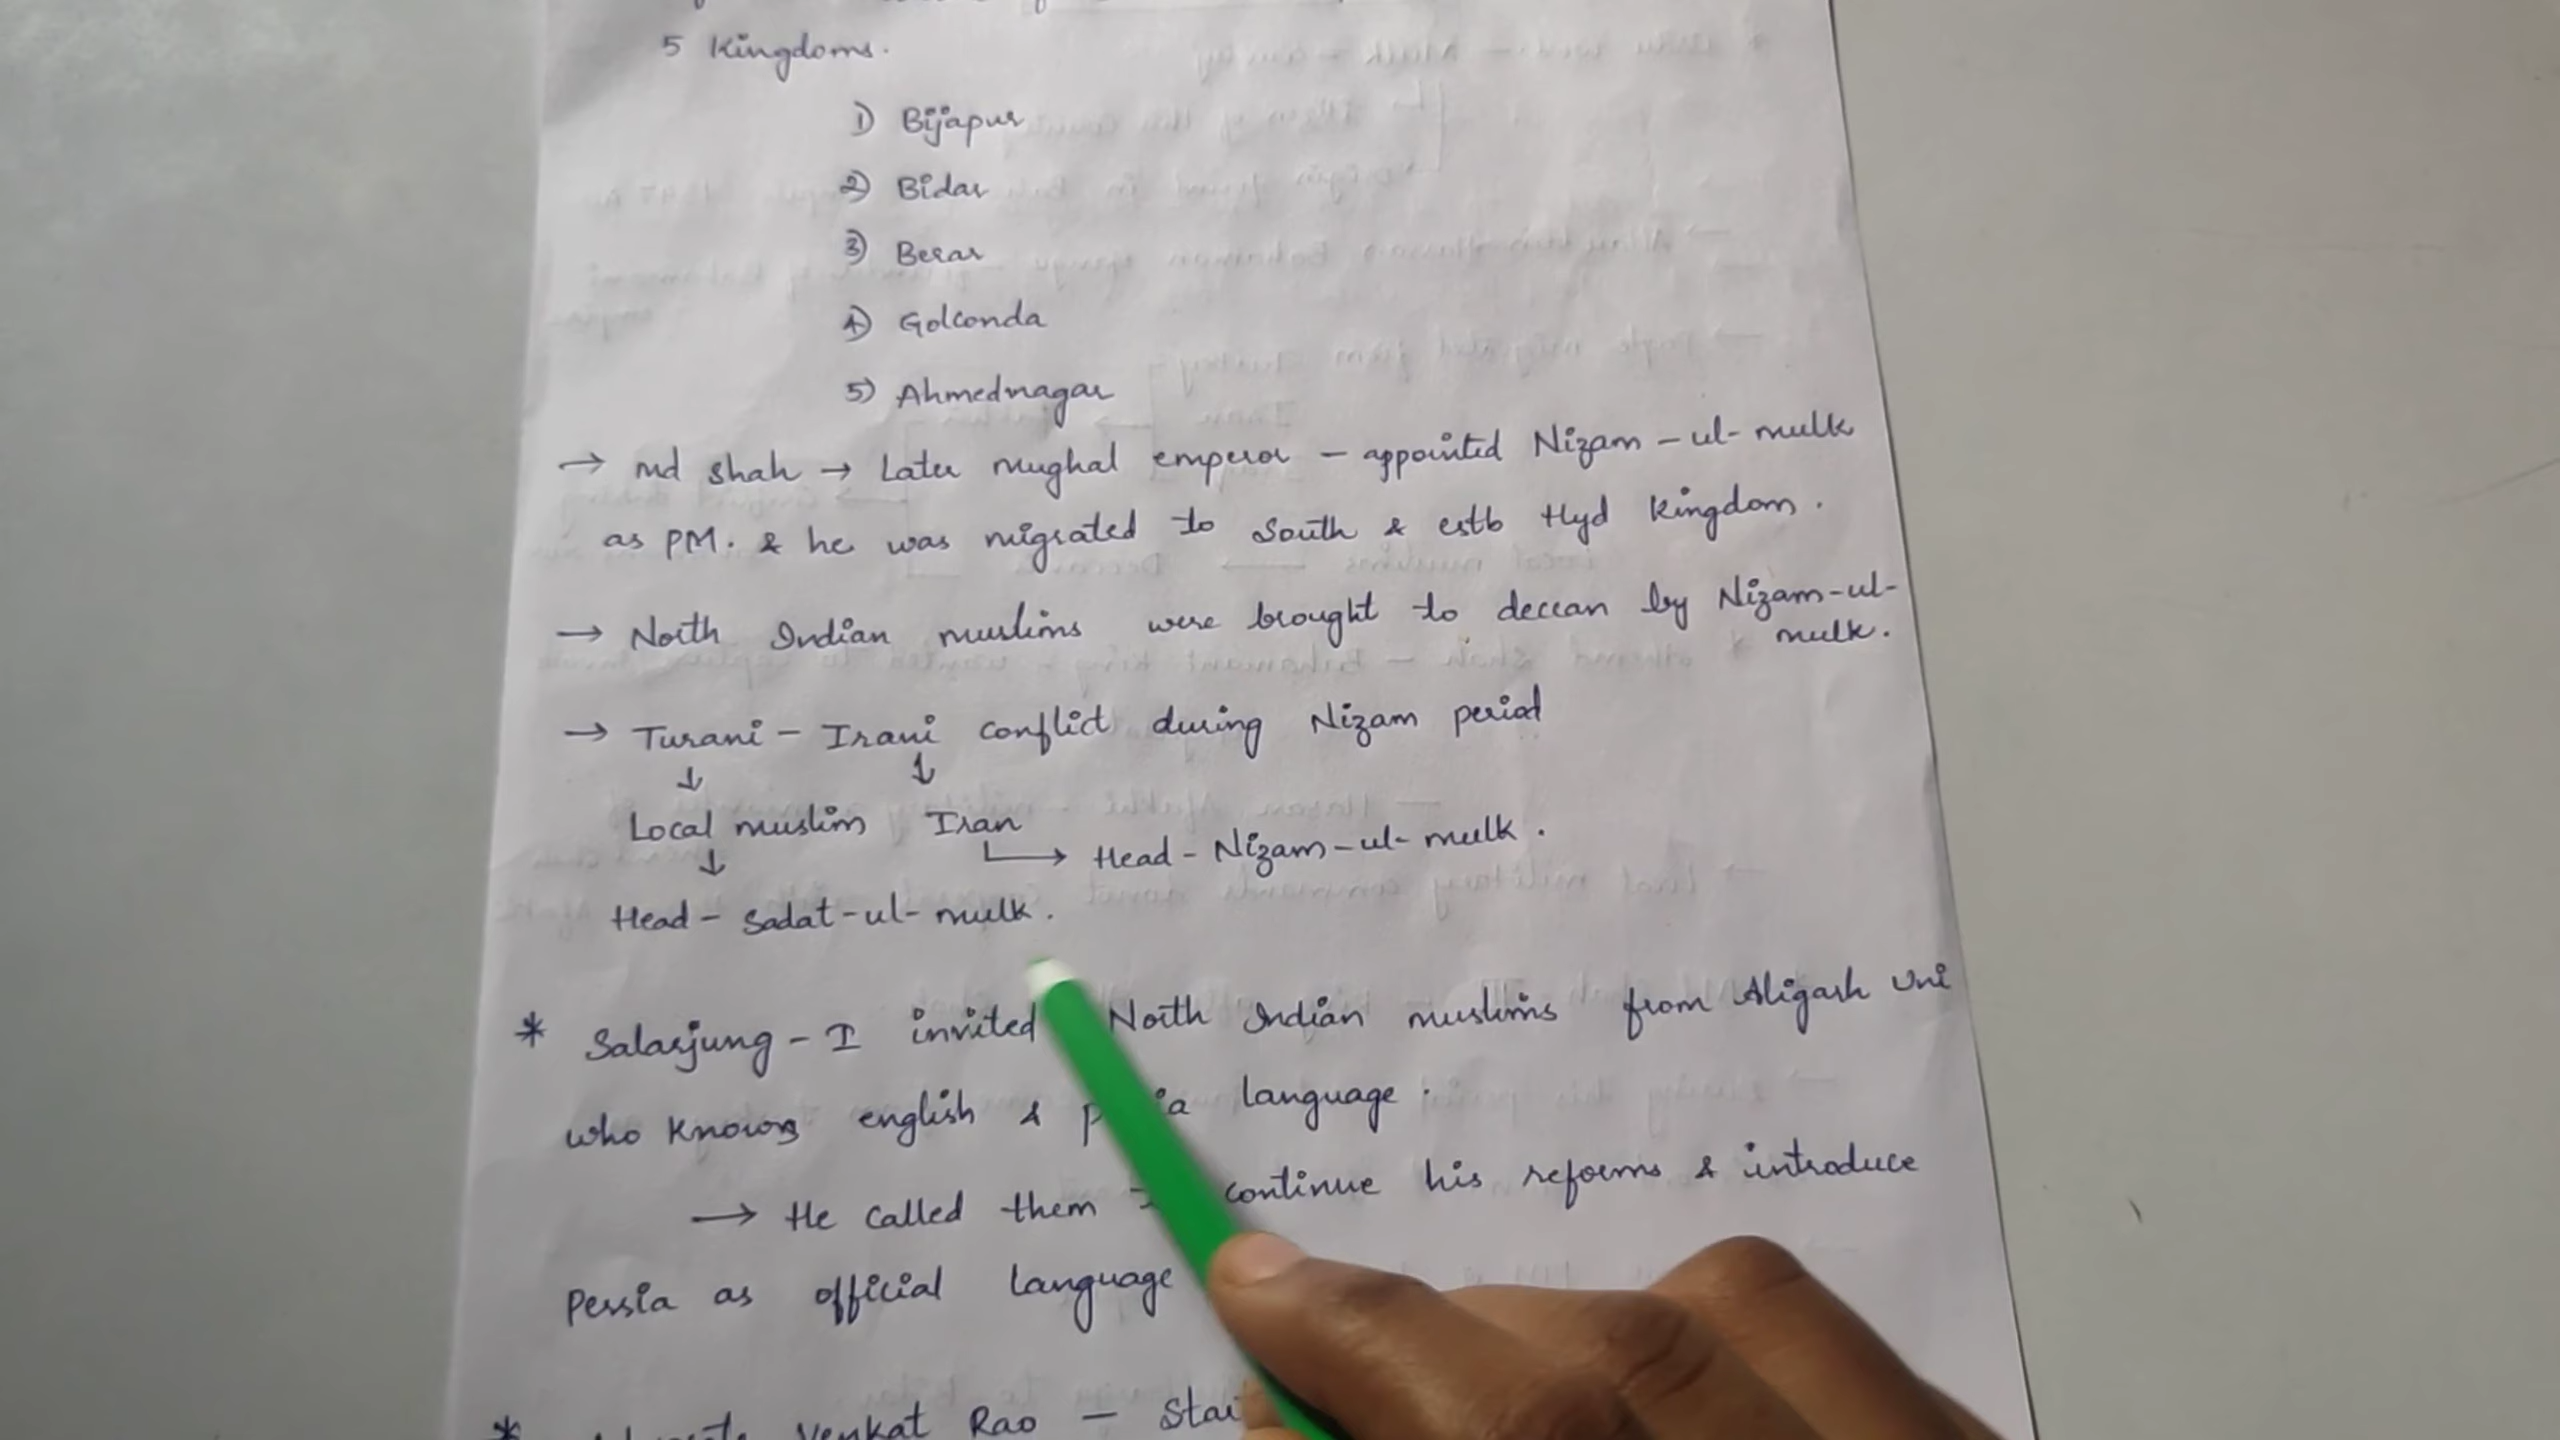 5 Kingdoms.
1) Bijapur
2) Bidar
3) Berar
4) Golconda
5) Ahmednagar
→ Md Shah → Later mughal emperor – appointed Nizam-ul-mulk
as PM. & he was migrated to South & estb Hyd Kingdom.
→ North Indian muslims were brought to deccan by Nizam-ul-
mulk.
→ Turani – Irani conflict during Nizam period
↓ ↓
Local muslim Iran
↓ → Head – Nizam-ul-mulk.
Head – Sadat-ul-mulk.
* Salarjung – I invited North Indian muslims from Aligarh Uni
who knows english & language.
→ He called them continue his reforms & introduce
Persia as official language
* Venkat Rao –